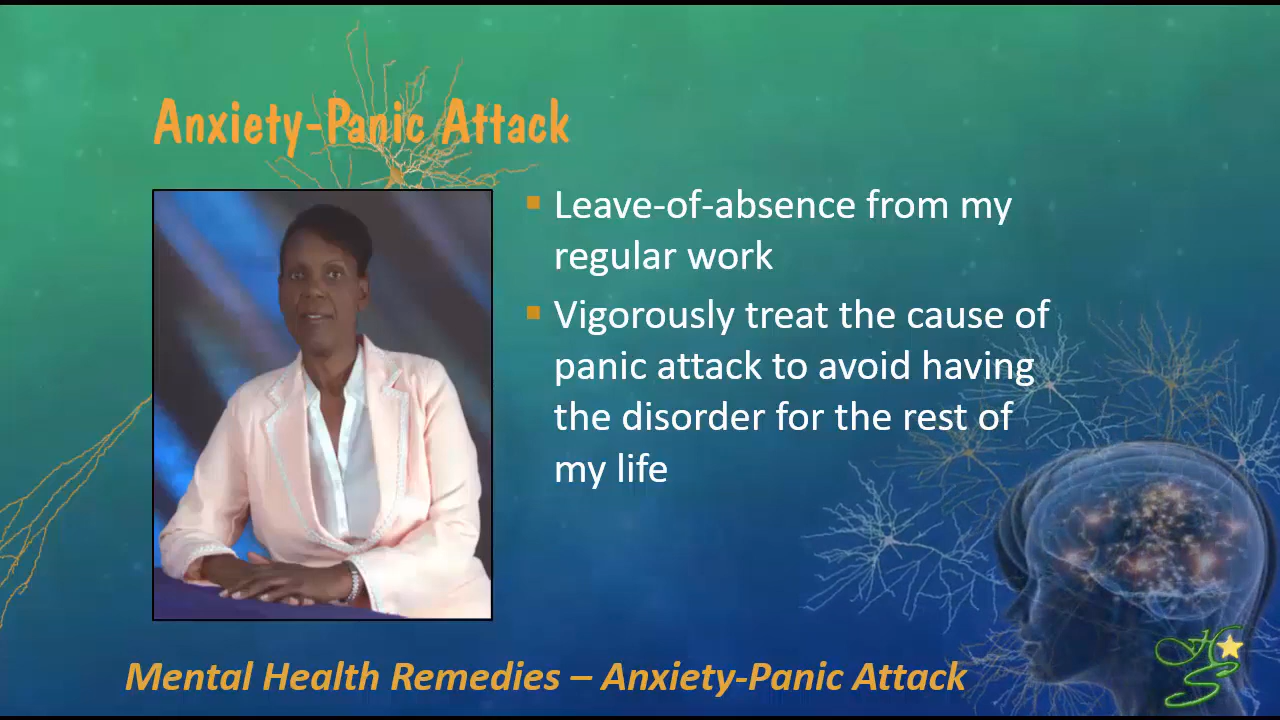 Anxiety-Panic Attack
Leave-of-absence from my
regular work
Vigorously treat the cause of
panic attack to avoid having
the disorder for the rest of
my life
Mental Health Remedies – Anxiety-Panic Attack
HS